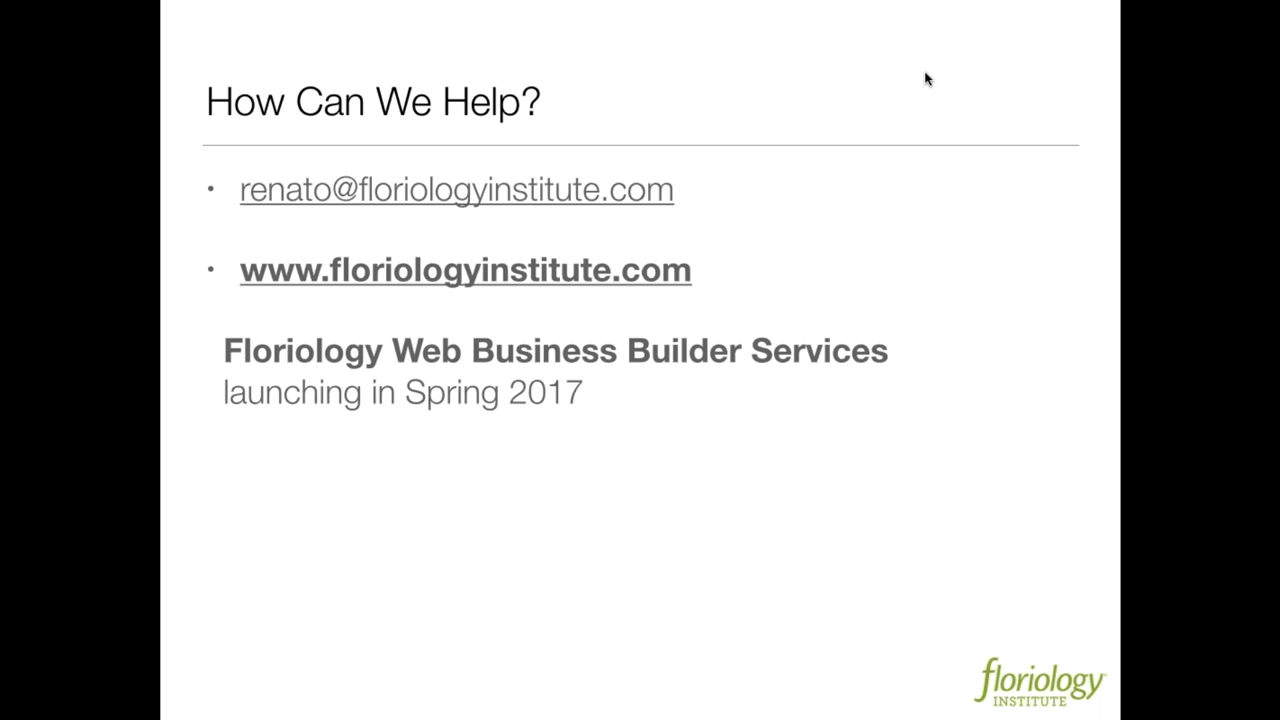 How Can We Help?
• renato@floriologyinstitute.com
• www.floriologyinstitute.com
Floriology Web Business Builder Services
launching in Spring 2017
floriology
INSTITUTE